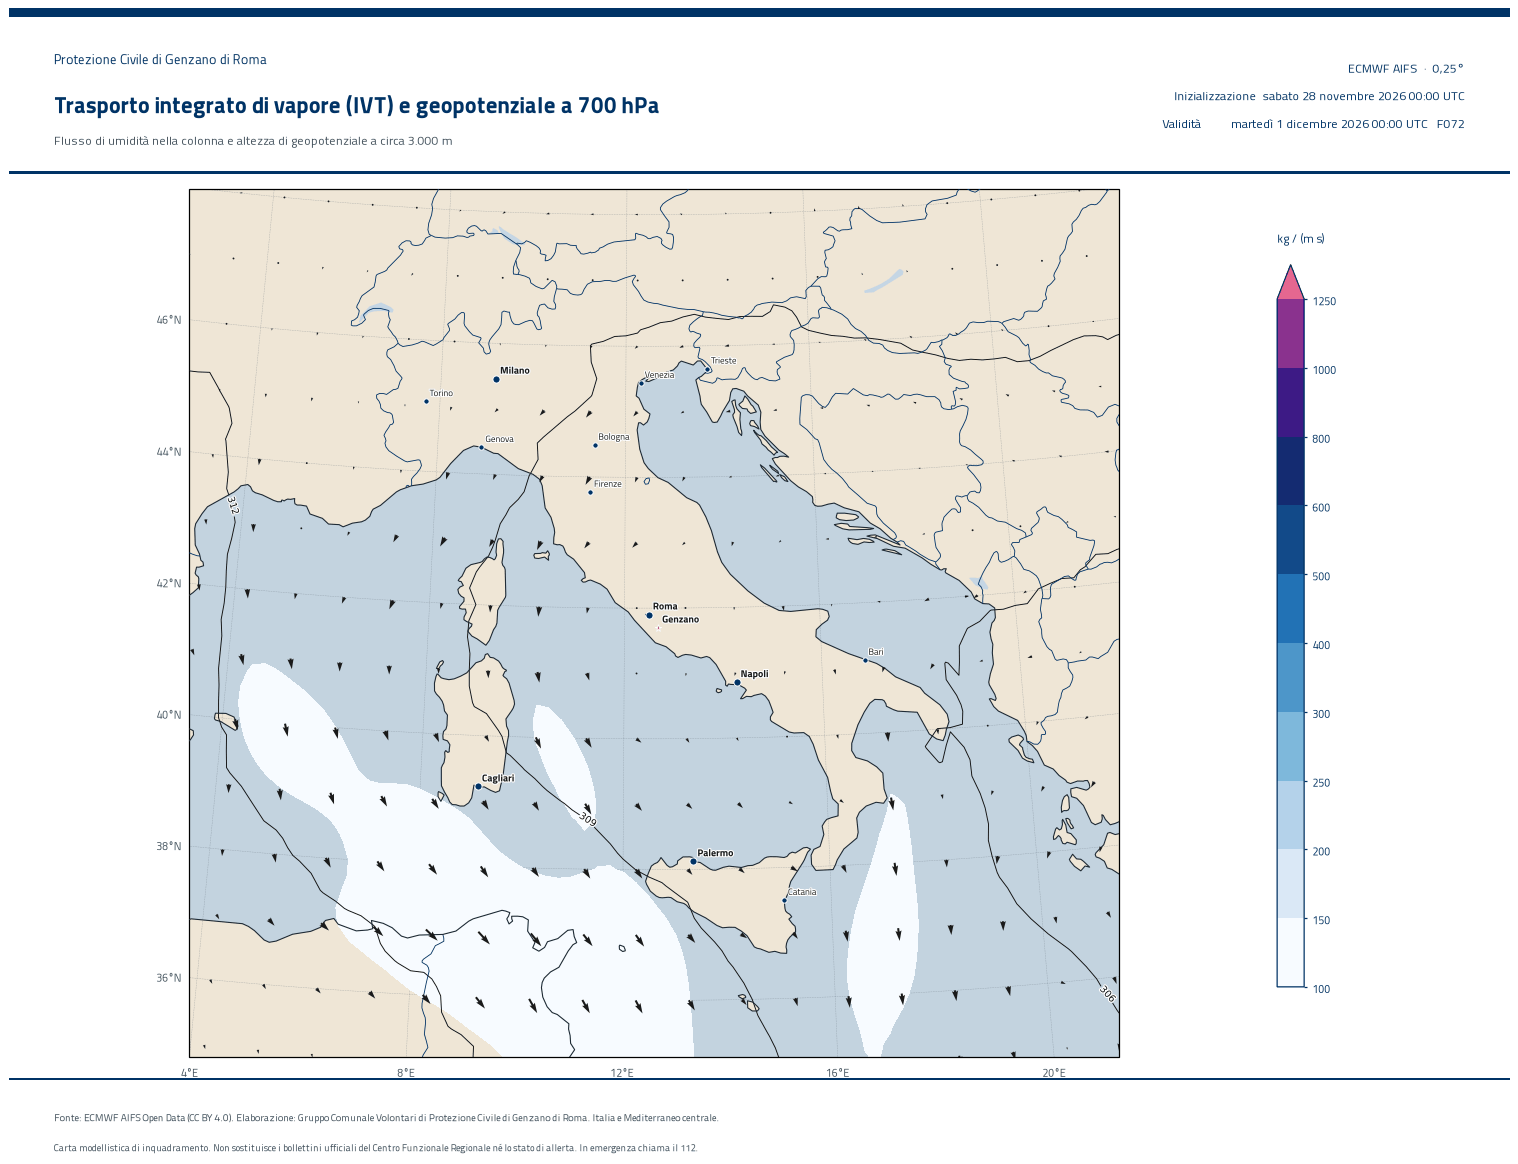 Protezione Civile di Genzano di Roma
Trasporto integrato di vapore (IVT) e geopotenziale a 700 hPa
Flusso di umidità nella colonna e altezza di geopotenziale a circa 3.000 m
ECMWF AIFS · 0,25°
Inizializzazione sabato 28 novembre 2026 00:00 UTC
Validità martedì 1 dicembre 2026 00:00 UTC F072
kg / (m s)
1250
1000
800
600
500
400
300
250
200
150
100
46°N
44°N
42°N
40°N
38°N
36°N
4°E
8°E
12°E
16°E
20°E
Trieste
Venezia
Milano
Torino
Genova
Bologna
Firenze
312
Roma
Genzano
Bari
Napoli
Cagliari
309
Palermo
Catania
306
Fonte: ECMWF AIFS Open Data (CC BY 4.0). Elaborazione: Gruppo Comunale Volontari di Protezione Civile di Genzano di Roma. Italia e Mediterraneo centrale.
Carta modellistica di inquadramento. Non sostituisce i bollettini ufficiali del Centro Funzionale Regionale né lo stato di allerta. In emergenza chiama il 112.